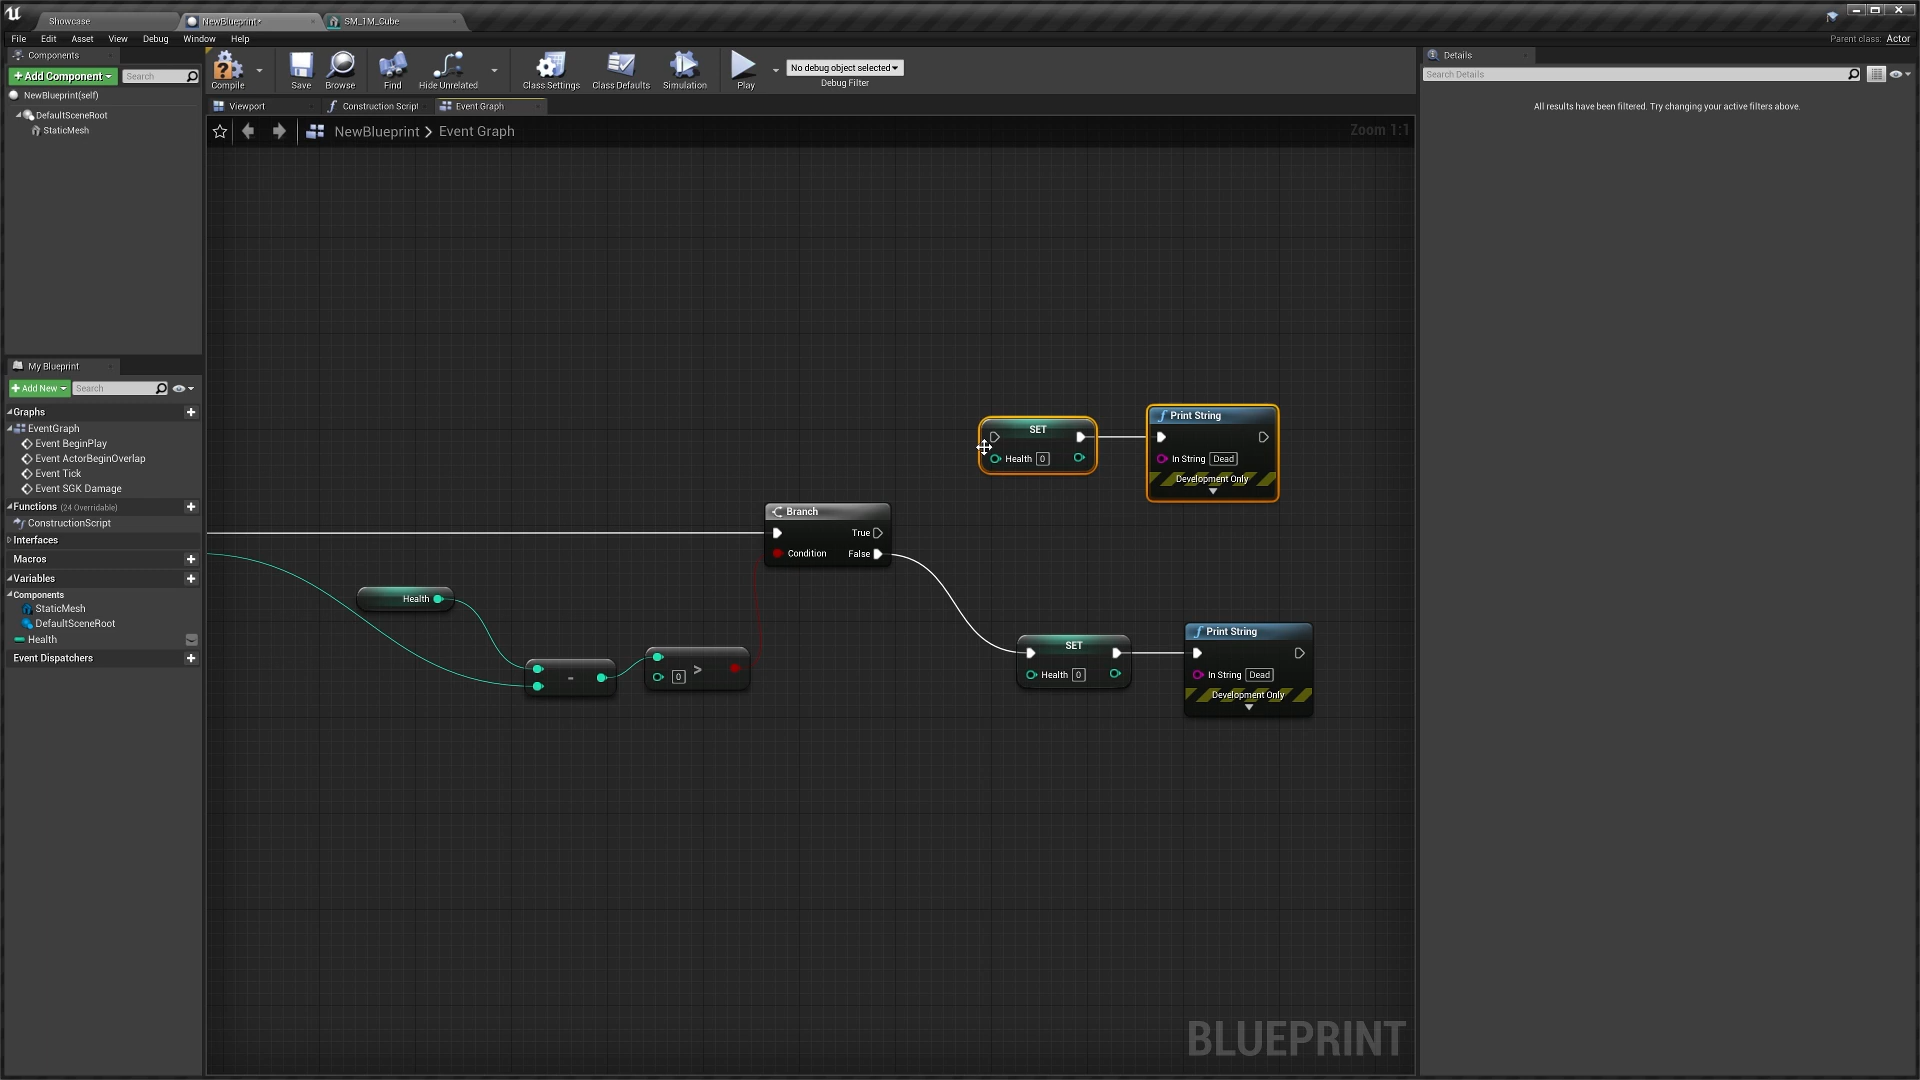 Showcase
NewBlueprint*
SM_1M_Cube
File Edit Asset View Debug Window Help
Parent class: Actor
Components
+Add Component
Search
NewBlueprint(self)
DefaultSceneRoot
StaticMesh
Compile
Save
Browse
Find
Hide Unrelated
Class Settings
Class Defaults
Simulation
Play
No debug object selected
Debug Filter
Viewport
Construction Script
Event Graph
NewBlueprint > Event Graph
Zoom 1:1
Details
Search Details
All results have been filtered. Try changing your active filters above.
My Blueprint
+Add New
Search
Graphs
EventGraph
Event BeginPlay
Event ActorBeginOverlap
Event Tick
Event SGK Damage
Functions (24 Overridable)
ConstructionScript
Interfaces
Macros
Variables
Components
StaticMesh
DefaultSceneRoot
Health
Event Dispatchers
SET
Health 0
Print String
In String Dead
Development Only
Branch
True
Condition
False
Health
-
0 >
SET
Health 0
Print String
In String Dead
Development Only
BLUEPRINT